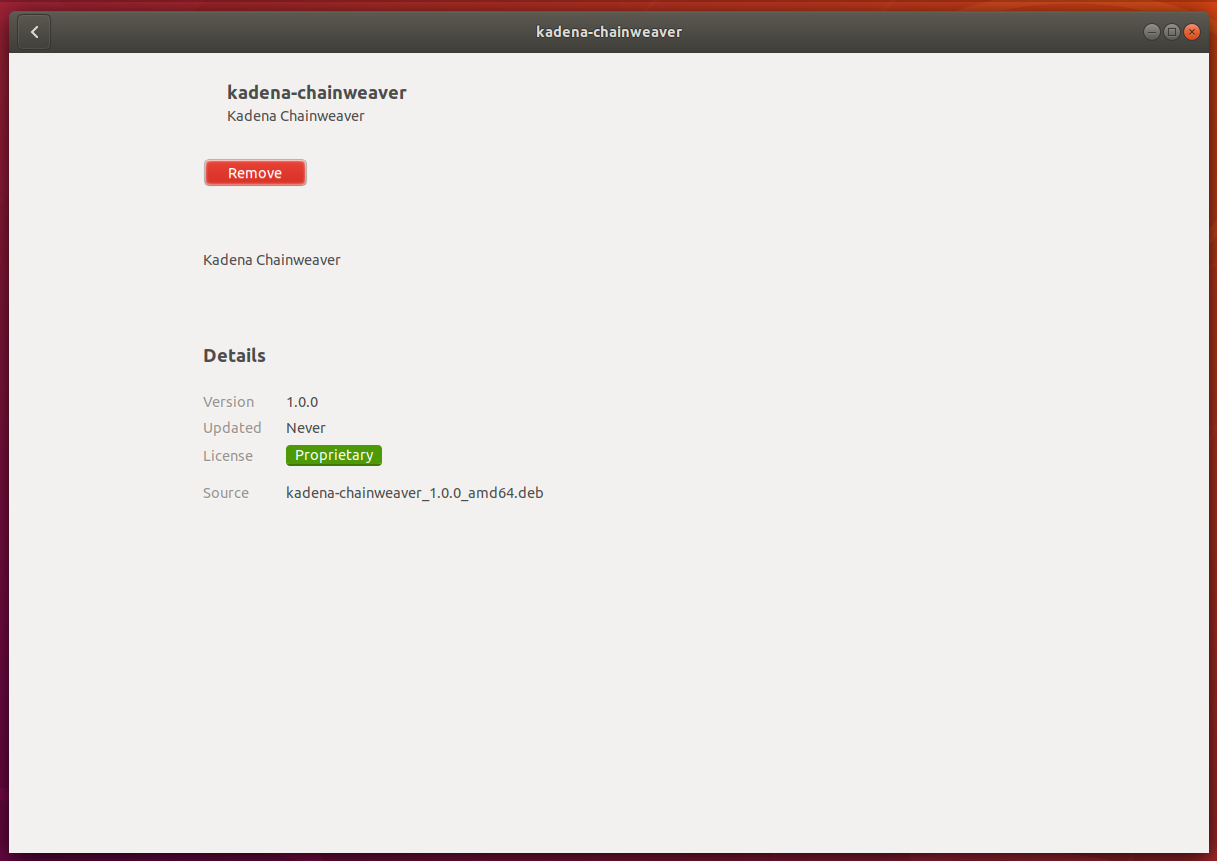 kadena-chainweaver
kadena-chainweaver
Kadena Chainweaver
Remove
Kadena Chainweaver
Details
Version 1.0.0
Updated Never
License Proprietary
Source kadena-chainweaver_1.0.0_amd64.deb